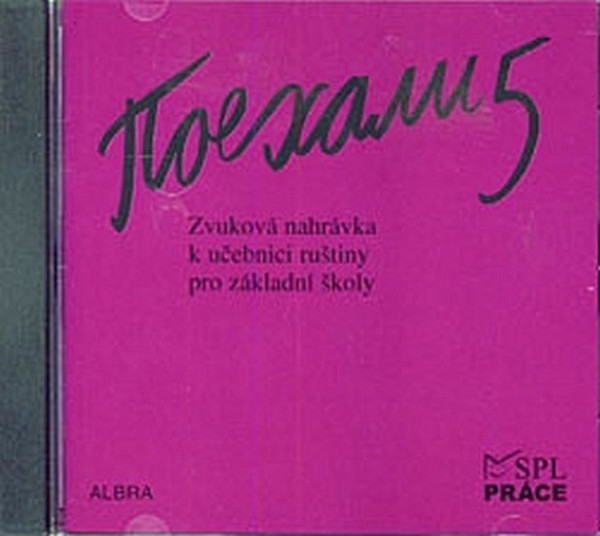 Поехали 5
Zvuková nahrávka
k učebnici ruštiny
pro základní školy
ALBRA
SPL
PRÁCE